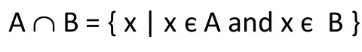 A ∩ B = { x | x ϵ A and x ϵ B }